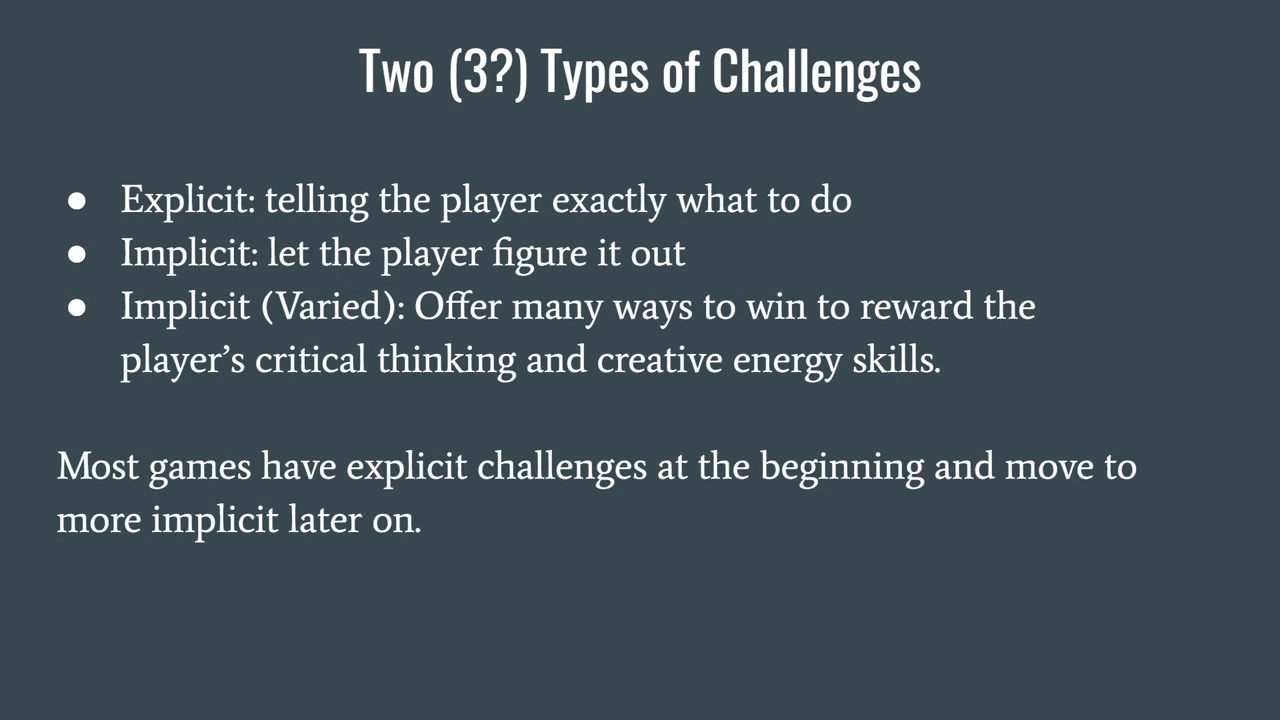 Two (3?) Types of Challenges
● Explicit: telling the player exactly what to do
● Implicit: let the player figure it out
● Implicit (Varied): Offer many ways to win to reward the
player’s critical thinking and creative energy skills.
Most games have explicit challenges at the beginning and move to
more implicit later on.